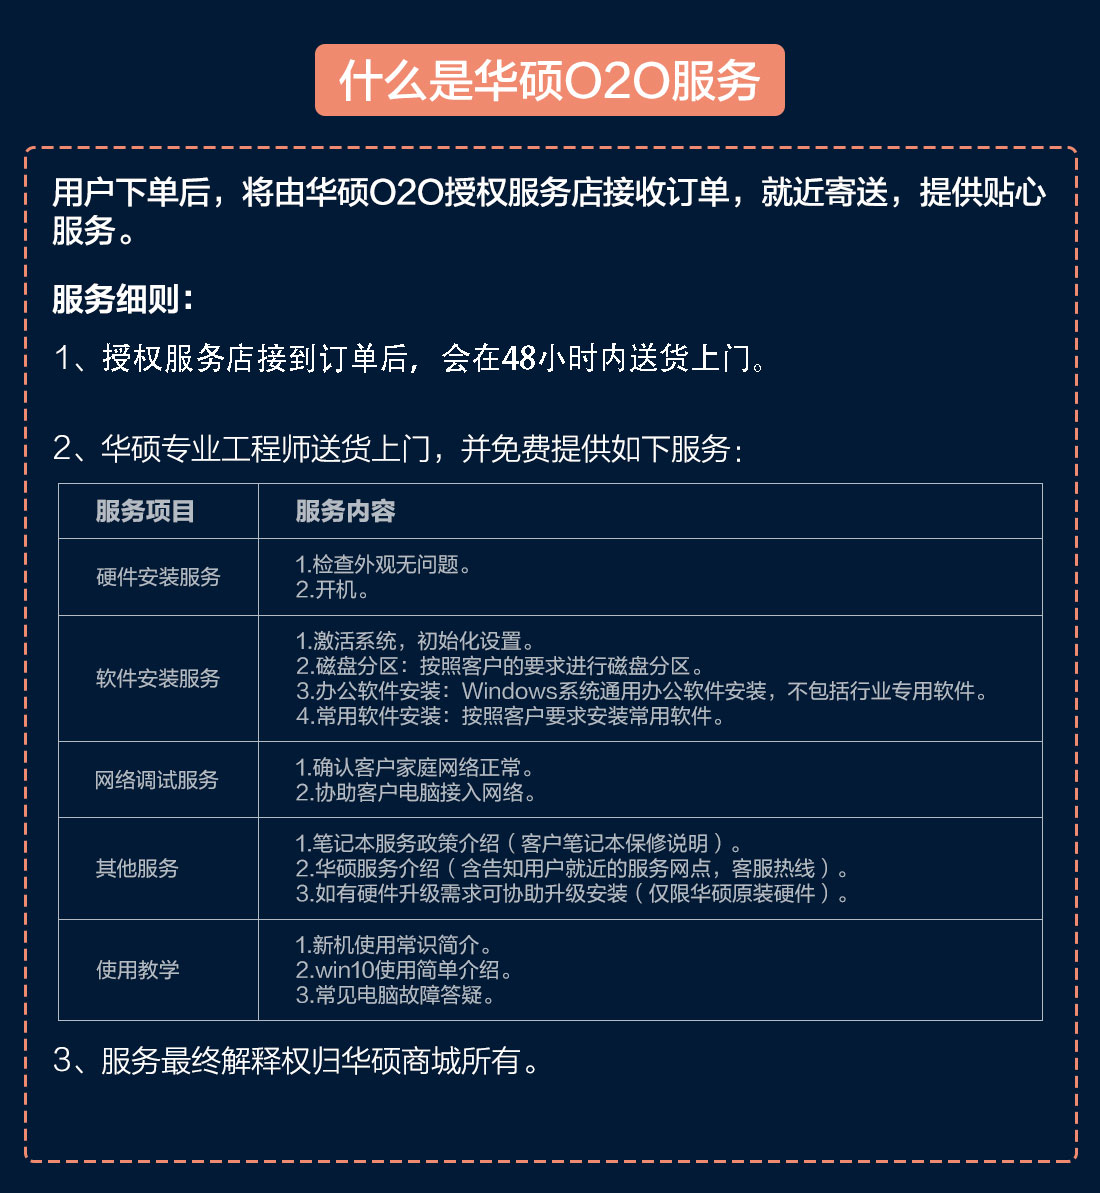 什么是华硕O2O服务
用户下单后，将由华硕O2O授权服务店接收订单，就近寄送，提供贴心
服务。
服务细则：
1、授权服务店接到订单后，会在48小时内送货上门。
2、华硕专业工程师送货上门，并免费提供如下服务：
服务项目
服务内容
硬件安装服务
1.检查外观无问题。
2.开机。
软件安装服务
1.激活系统，初始化设置。
2.磁盘分区：按照客户的要求进行磁盘分区。
3.办公软件安装：Windows系统通用办公软件安装，不包括行业专用软件。
4.常用软件安装：按照客户要求安装常用软件。
网络调试服务
1.确认客户家庭网络正常。
2.协助客户电脑接入网络。
其他服务
1.笔记本服务政策介绍（客户笔记本保修说明）。
2.华硕服务介绍（含告知用户就近的服务网点，客服热线）。
3.如有硬件升级需求可协助升级安装（仅限华硕原装硬件）。
使用教学
1.新机使用常识简介。
2.win10使用简单介绍。
3.常见电脑故障答疑。
3、服务最终解释权归华硕商城所有。